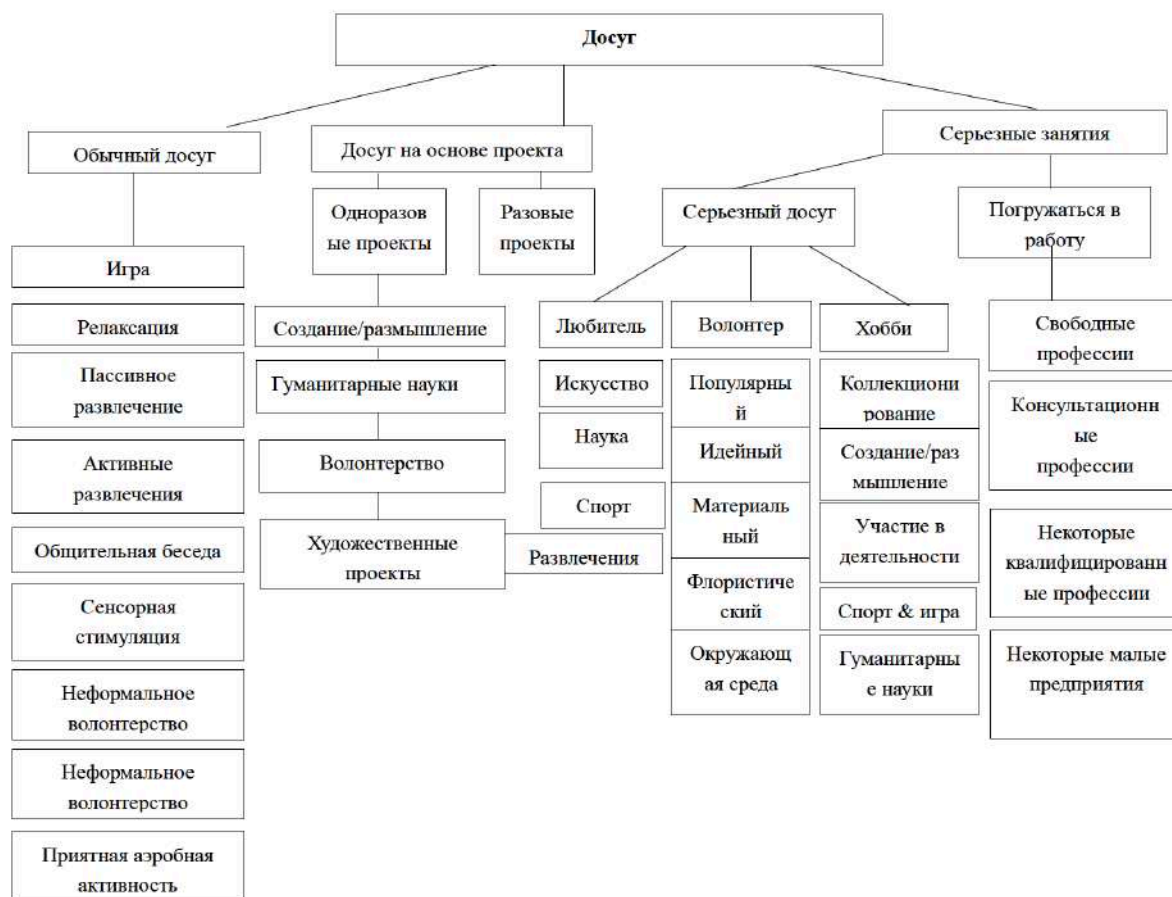 Досуг
Обычный досуг
Игра
Релаксация
Пассивное
развлечение
Активные
развлечения
Общительная беседа
Сенсорная
стимуляция
Неформальное
волонтерство
Неформальное
волонтерство
Приятная аэробная
активность
Досуг на основе проекта
Одноразов
ые проекты
Разовые
проекты
Создание/размышление
Гуманитарные науки
Волонтерство
Художественные
проекты
Серьезные занятия
Серьезный досуг
Любитель
Искусство
Наука
Спорт
Развлечения
Волонтер
Популярны
й
Идейный
Материаль
ный
Флористич
еский
Окружающ
ая среда
Хобби
Коллекциони
рование
Создание/раз
мышление
Участие в
деятельности
Спорт & игра
Гуманитарны
е науки
Погружаться в
работу
Свободные
профессии
Консультационн
ые
профессии
Некоторые
квалифицированн
ые профессии
Некоторые малые
предприятия